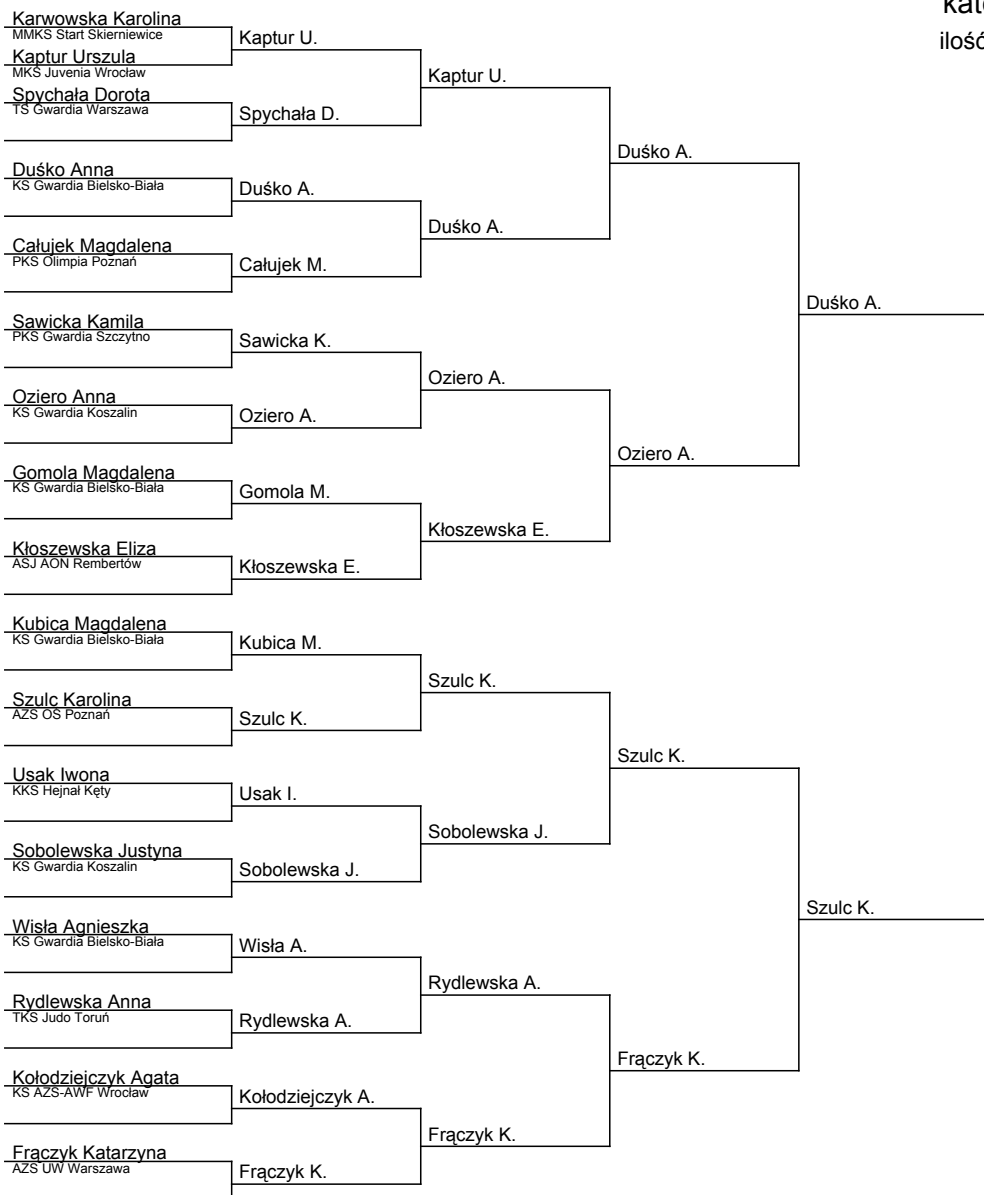 kate
ilość
Karwowska Karolina
MMKS Start Skierniewice
Kaptur Urszula
MKS Juvenia Wrocław
Spychała Dorota
TS Gwardia Warszawa
Duśko Anna
KS Gwardia Bielsko-Biała
Całujek Magdalena
PKS Olimpia Poznań
Sawicka Kamila
PKS Gwardia Szczytno
Oziero Anna
KS Gwardia Koszalin
Gomola Magdalena
KS Gwardia Bielsko-Biała
Kłoszewska Eliza
ASJ AON Rembertów
Kubica Magdalena
KS Gwardia Bielsko-Biała
Szulc Karolina
AZS OŚ Poznań
Usak Iwona
KKS Hejnał Kęty
Sobolewska Justyna
KS Gwardia Koszalin
Wisła Agnieszka
KS Gwardia Bielsko-Biała
Rydlewska Anna
TKS Judo Toruń
Kołodziejczyk Agata
KS AZS-AWF Wrocław
Frączyk Katarzyna
AZS UW Warszawa
Kaptur U.
Spychała D.
Duśko A.
Całujek M.
Sawicka K.
Oziero A.
Gomola M.
Kłoszewska E.
Kubica M.
Szulc K.
Usak I.
Sobolewska J.
Wisła A.
Rydlewska A.
Kołodziejczyk A.
Frączyk K.
Kaptur U.
Duśko A.
Oziero A.
Kłoszewska E.
Szulc K.
Sobolewska J.
Rydlewska A.
Frączyk K.
Duśko A.
Oziero A.
Szulc K.
Frączyk K.
Duśko A.
Szulc K.